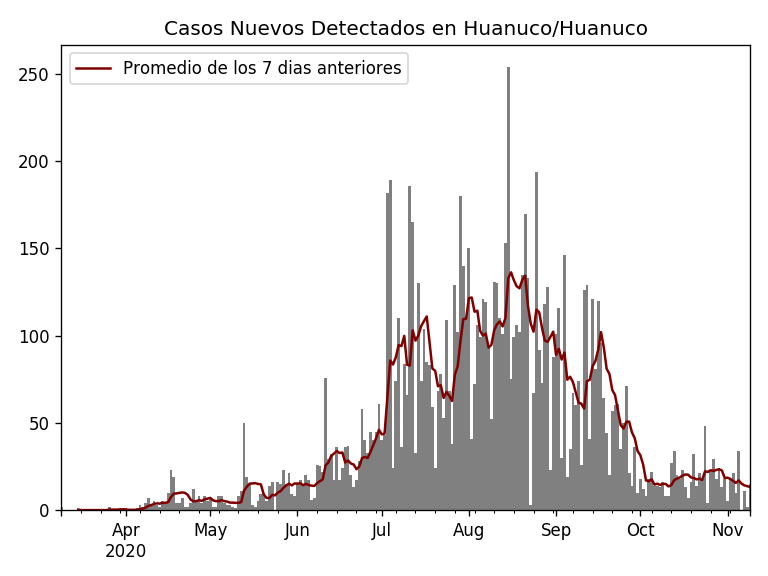 Casos Nuevos Detectados en Huanuco/Huanuco
Promedio de los 7 dias anteriores
250
200
150
100
50
0
Apr May Jun Jul Aug Sep Oct Nov
2020